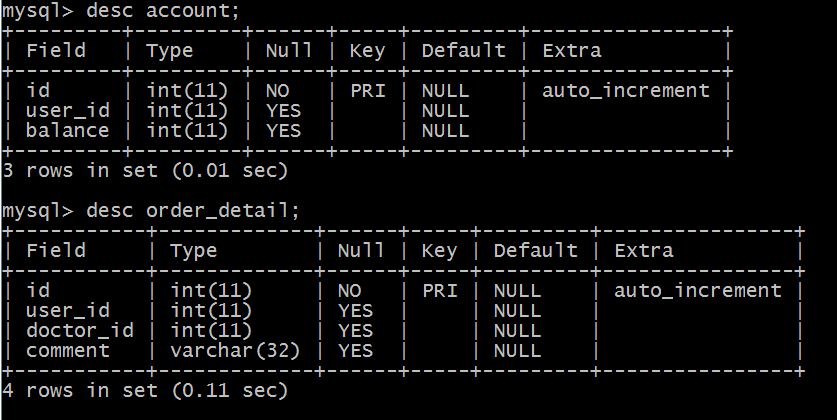 mysql> desc account;
+---------+---------+------+-----+---------+----------------+
| Field   | Type    | Null | Key | Default | Extra          |
+---------+---------+------+-----+---------+----------------+
| id      | int(11) | NO   | PRI | NULL    | auto_increment |
| user_id | int(11) | YES  |     | NULL    |                |
| balance | int(11) | YES  |     | NULL    |                |
+---------+---------+------+-----+---------+----------------+
3 rows in set (0.01 sec)

mysql> desc order_detail;
+-----------+-------------+------+-----+---------+----------------+
| Field     | Type        | Null | Key | Default | Extra          |
+-----------+-------------+------+-----+---------+----------------+
| id        | int(11)     | NO   | PRI | NULL    | auto_increment |
| user_id   | int(11)     | YES  |     | NULL    |                |
| doctor_id | int(11)     | YES  |     | NULL    |                |
| comment   | varchar(32) | YES  |     | NULL    |                |
+-----------+-------------+------+-----+---------+----------------+
4 rows in set (0.11 sec)